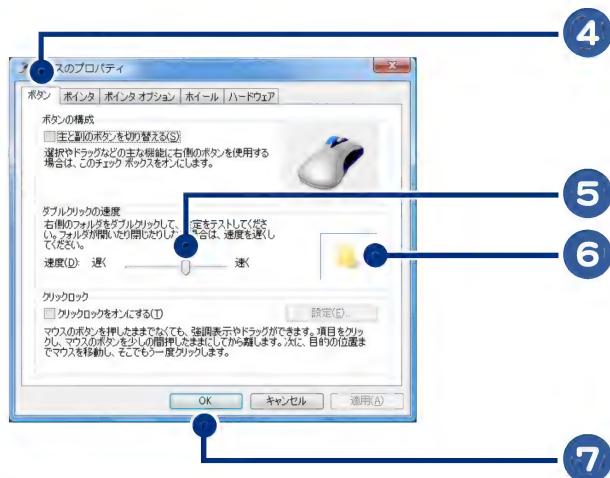 4
スのプロパティ
ボタン ポインタ ポインタ オプション ホイール ハードウェア
ボタンの構成
主と副のボタンを切り替える(S)
選択やドラッグなどの主な機能に右側のボタンを使用する
場合は、このチェック ボックスをオンにします。
5
ダブルクリックの速度
右側のフォルダをダブルクリックして、定をテストしてくださ
い。フォルダが開いたり閉じたりしな場合は、速度を遅くし
てください。
6
速度(D): 遅く 速く
クリックロック
クリックロックをオンにする(T) 設定(E)...
マウスのボタンを押したままでなくても、強調表示やドラッグができます。項目をクリッ
クし、マウスのボタンを少しの間押したままにしてから離します。次に、目的の位置ま
でマウスを移動し、そこでもう一度クリックします。
OK キャンセル 適用(A)
7